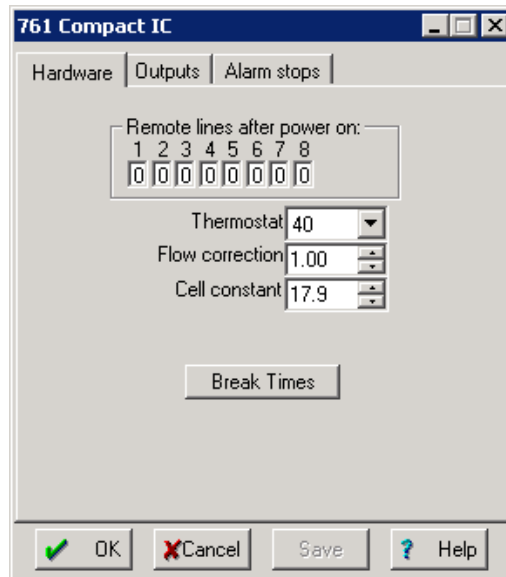 761 Compact IC
Hardware Outputs Alarm stops
Remote lines after power on:
1 2 3 4 5 6 7 8
0 0 0 0 0 0 0 0
Thermostat 40
Flow correction 1.00
Cell constant 17.9
Break Times
OK Cancel Save ? Help